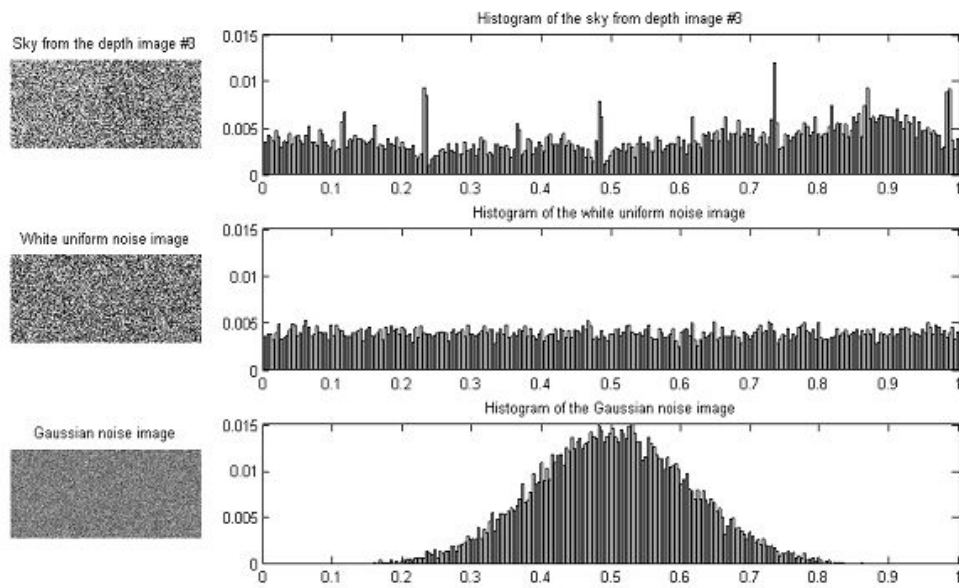 Histogram of the sky from depth image #3
Sky from the depth image #3
0.015
0.01
0.005
0
0 0.1 0.2 0.3 0.4 0.5 0.6 0.7 0.8 0.9 1
Histogram of the white uniform noise image
White uniform noise image
0.015
0.01
0.005
0
0 0.1 0.2 0.3 0.4 0.5 0.6 0.7 0.8 0.9 1
Histogram of the Gaussian noise image
Gaussian noise image
0.015
0.01
0.005
0
0 0.1 0.2 0.3 0.4 0.5 0.6 0.7 0.8 0.9 1